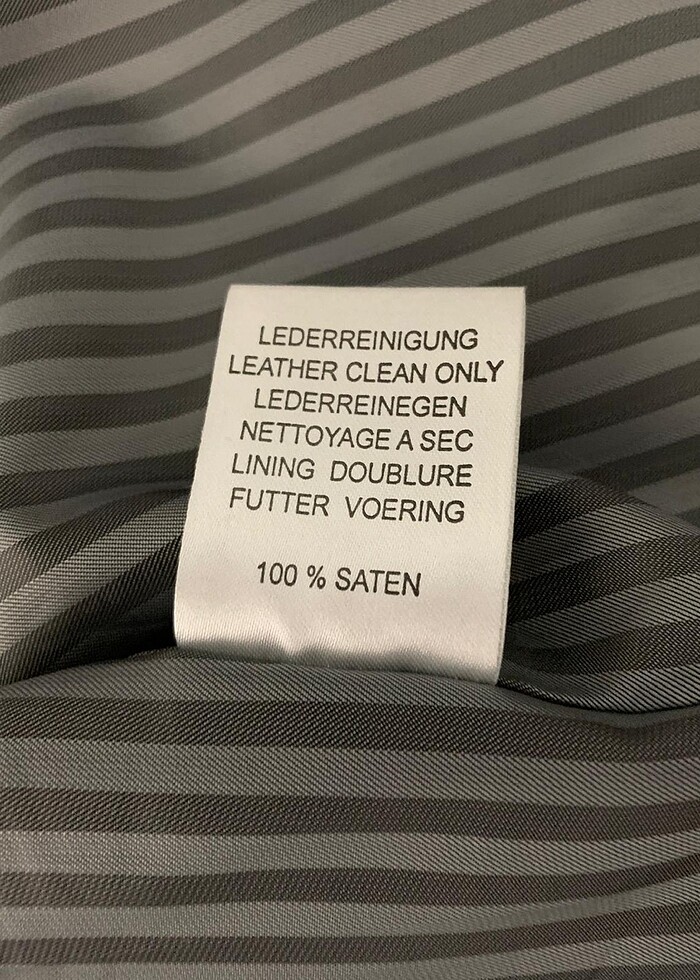 LEDERREINIGUNG
LEATHER CLEAN ONLY
LEDERREINEGEN
NETTOYAGE A SEC
LINING DOUBLURE
FUTTER VOERING
100 % SATEN